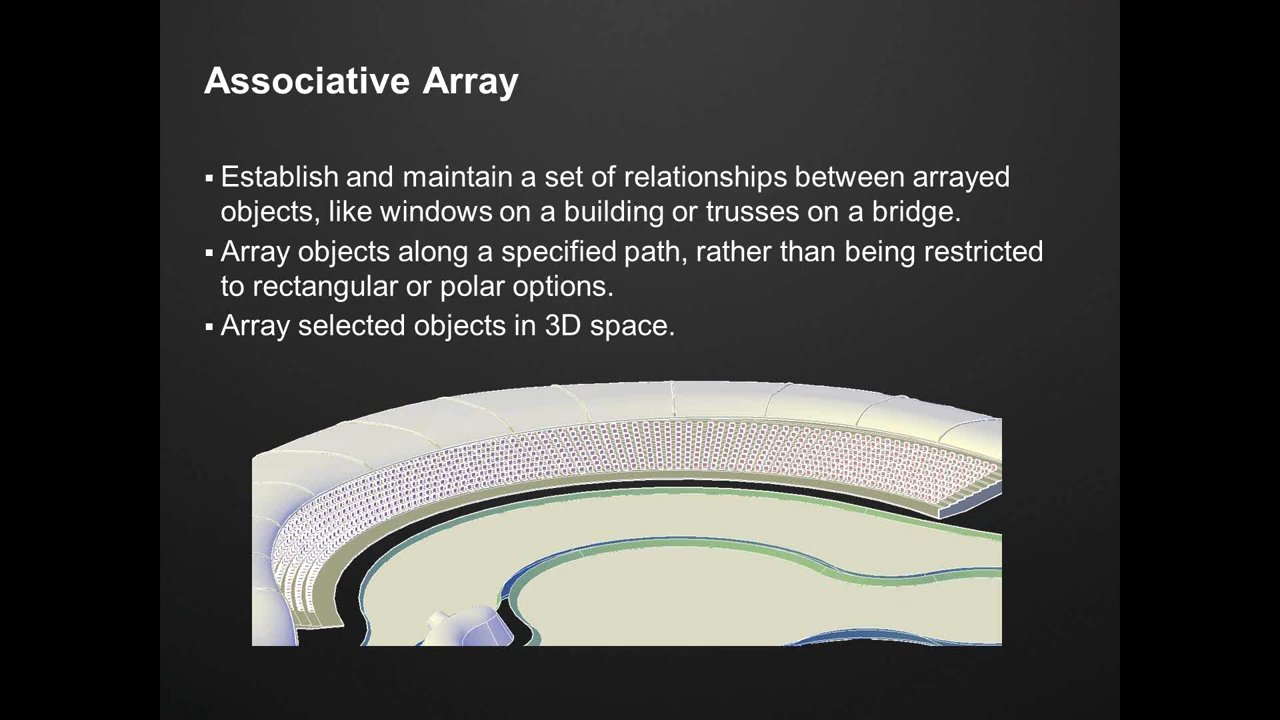 Associative Array
▪ Establish and maintain a set of relationships between arrayed
objects, like windows on a building or trusses on a bridge.
▪ Array objects along a specified path, rather than being restricted
to rectangular or polar options.
▪ Array selected objects in 3D space.